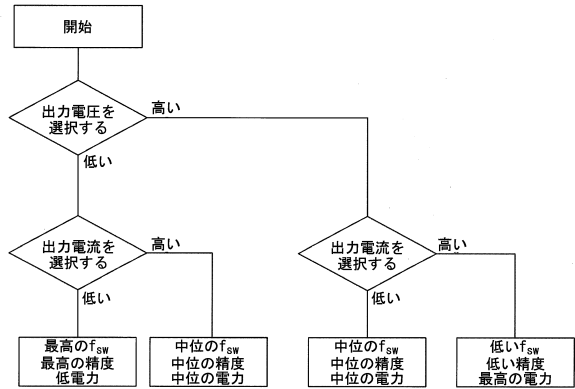 開始
出力電圧を
選択する
高い
低い
出力電流を
選択する
高い
低い
出力電流を
選択する
高い
低い
最高のfsw
最高の精度
低電力
中位のfsw
中位の精度
中位の電力
中位のfsw
中位の精度
中位の電力
低いfsw
低い精度
最高の電力